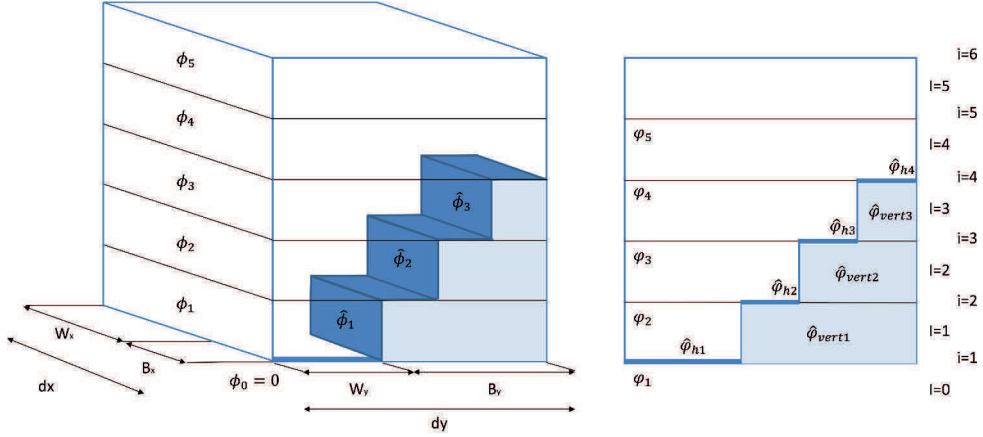 ϕ₅
ϕ₄
ϕ₃
ϕ₂
ϕ₁
ϕ̂₃
ϕ̂₂
ϕ̂₁
Wₓ
Bₓ
dx
ϕ₀ = 0
Wᵧ
Bᵧ
dy
i=6
l=5
i=5
φ₅
l=4
φ̂ₕ₄
i=4
φ₄
φ̂ᵥₑᵣₜ₃
l=3
φ̂ₕ₃
i=3
φ₃
φ̂ᵥₑᵣₜ₂
l=2
φ̂ₕ₂
i=2
φ₂
φ̂ᵥₑᵣₜ₁
l=1
φ̂ₕ₁
i=1
φ₁
l=0